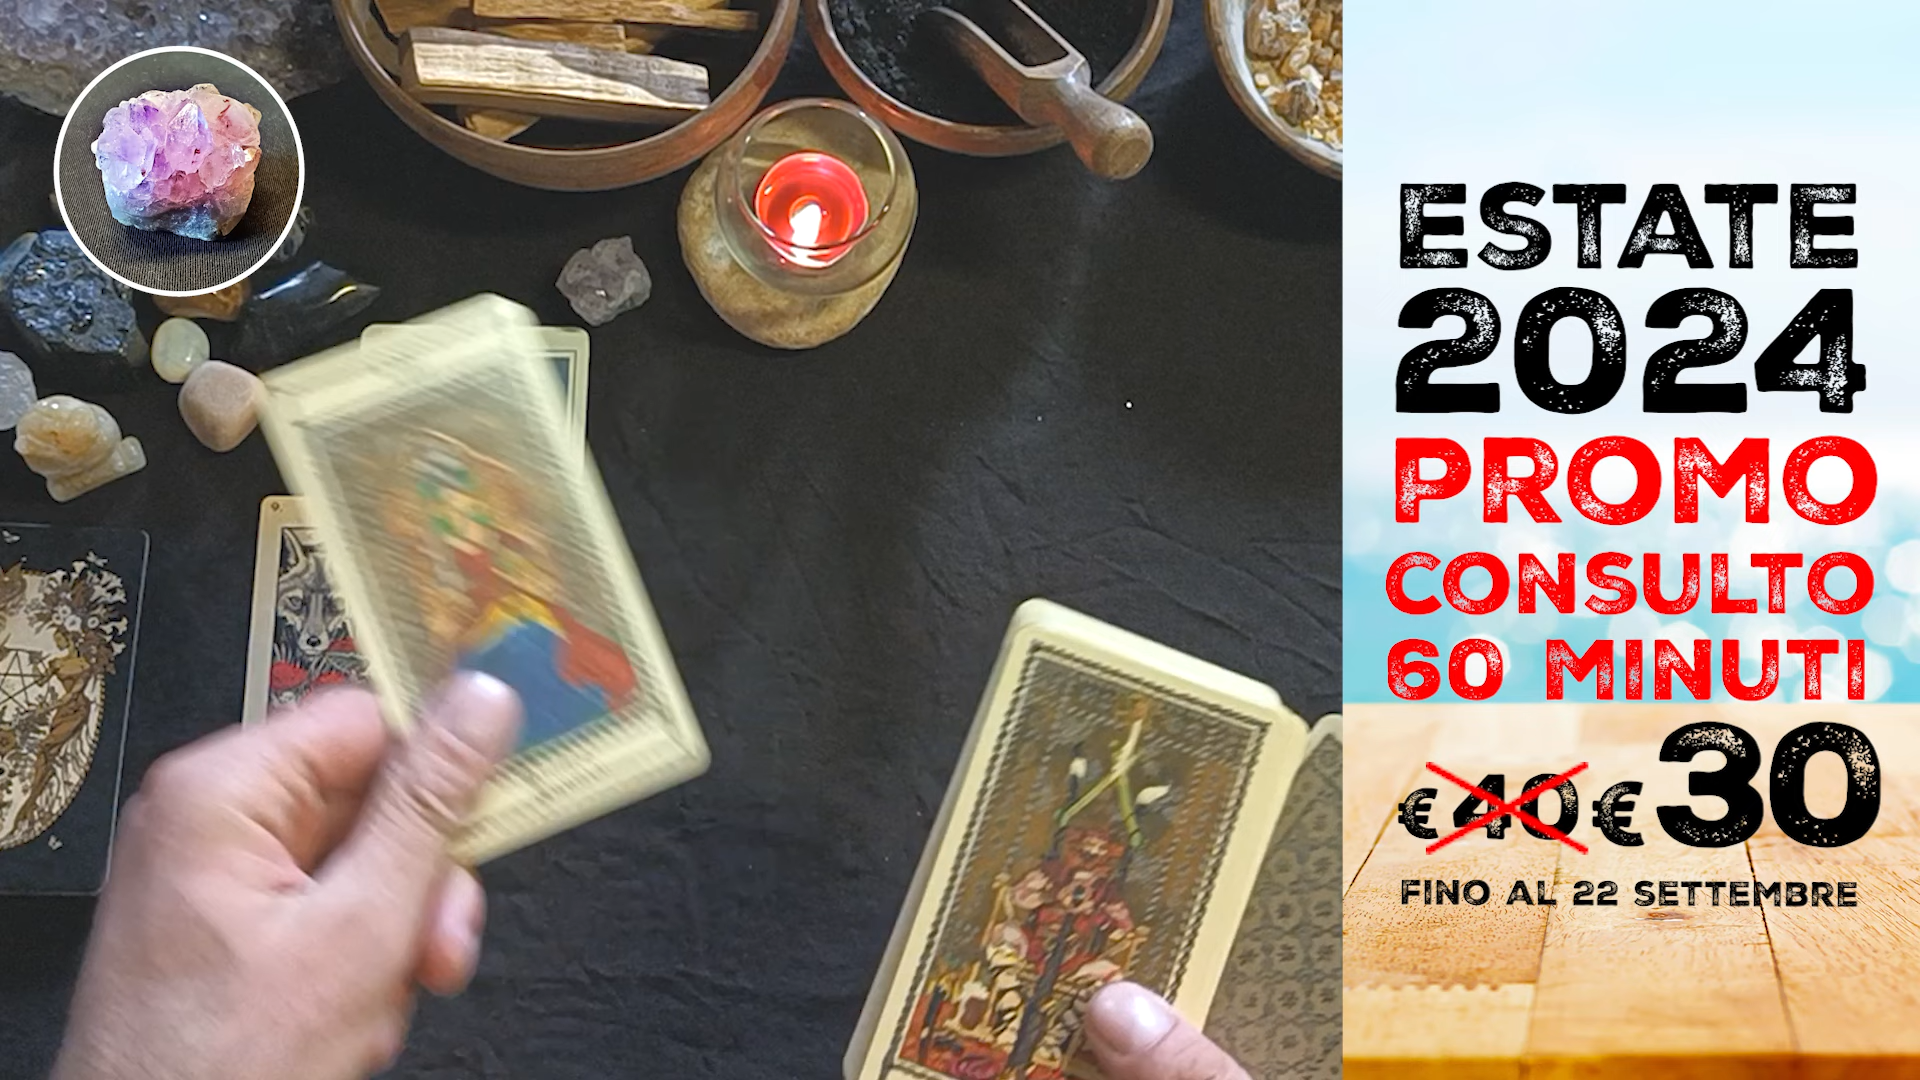 ESTATE
2024
PROMO
CONSULTO
60 MINUTI
€ 40 € 30
FINO AL 22 SETTEMBRE